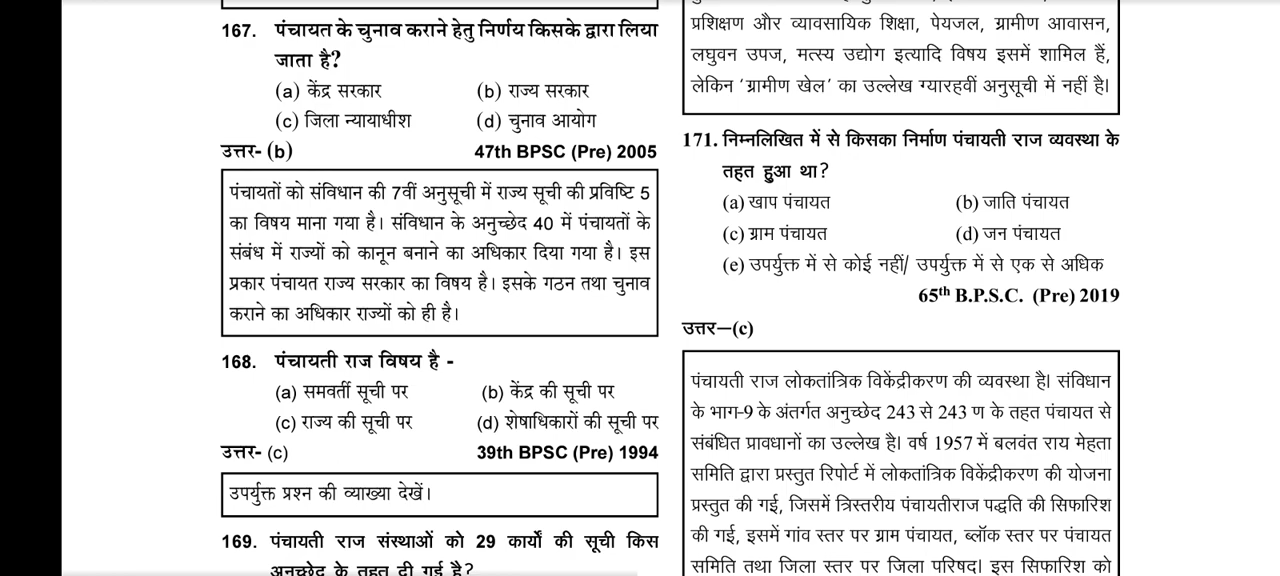 167. पंचायत के चुनाव कराने हेतु निर्णय किसके द्वारा लिया
जाता है?
(a) केंद्र सरकार (b) राज्य सरकार
(c) जिला न्यायाधीश (d) चुनाव आयोग
उत्तर- (b) 47th BPSC (Pre) 2005
पंचायतों को संविधान की 7वीं अनुसूची में राज्य सूची की प्रविष्टि 5
का विषय माना गया है। संविधान के अनुच्छेद 40 में पंचायतों के
संबंध में राज्यों को कानून बनाने का अधिकार दिया गया है। इस
प्रकार पंचायत राज्य सरकार का विषय है। इसके गठन तथा चुनाव
कराने का अधिकार राज्यों को ही है।
168. पंचायती राज विषय है -
(a) समवर्ती सूची पर (b) केंद्र की सूची पर
(c) राज्य की सूची पर (d) शेषाधिकारों की सूची पर
उत्तर- (c) 39th BPSC (Pre) 1994
उपर्युक्त प्रश्न की व्याख्या देखें।
169. पंचायती राज संस्थाओं को 29 कार्यों की सूची किस
अनुच्छेद के तहत दी गई है?
प्रशिक्षण और व्यावसायिक शिक्षा, पेयजल, ग्रामीण आवासन,
लघुवन उपज, मत्स्य उद्योग इत्यादि विषय इसमें शामिल हैं,
लेकिन 'ग्रामीण खेल' का उल्लेख ग्यारहवीं अनुसूची में नहीं है।
171. निम्नलिखित में से किसका निर्माण पंचायती राज व्यवस्था के
तहत हुआ था?
(a) खाप पंचायत (b) जाति पंचायत
(c) ग्राम पंचायत (d) जन पंचायत
(e) उपर्युक्त में से कोई नहीं/ उपर्युक्त में से एक से अधिक
65th B.P.S.C. (Pre) 2019
उत्तर–(c)
पंचायती राज लोकतांत्रिक विकेंद्रीकरण की व्यवस्था है। संविधान
के भाग-9 के अंतर्गत अनुच्छेद 243 से 243 ण के तहत पंचायत से
संबंधित प्रावधानों का उल्लेख है। वर्ष 1957 में बलवंत राय मेहता
समिति द्वारा प्रस्तुत रिपोर्ट में लोकतांत्रिक विकेंद्रीकरण की योजना
प्रस्तुत की गई, जिसमें त्रिस्तरीय पंचायतीराज पद्धति की सिफारिश
की गई, इसमें गांव स्तर पर ग्राम पंचायत, ब्लॉक स्तर पर पंचायत
समिति तथा जिला स्तर पर जिला परिषद। इस सिफारिश को